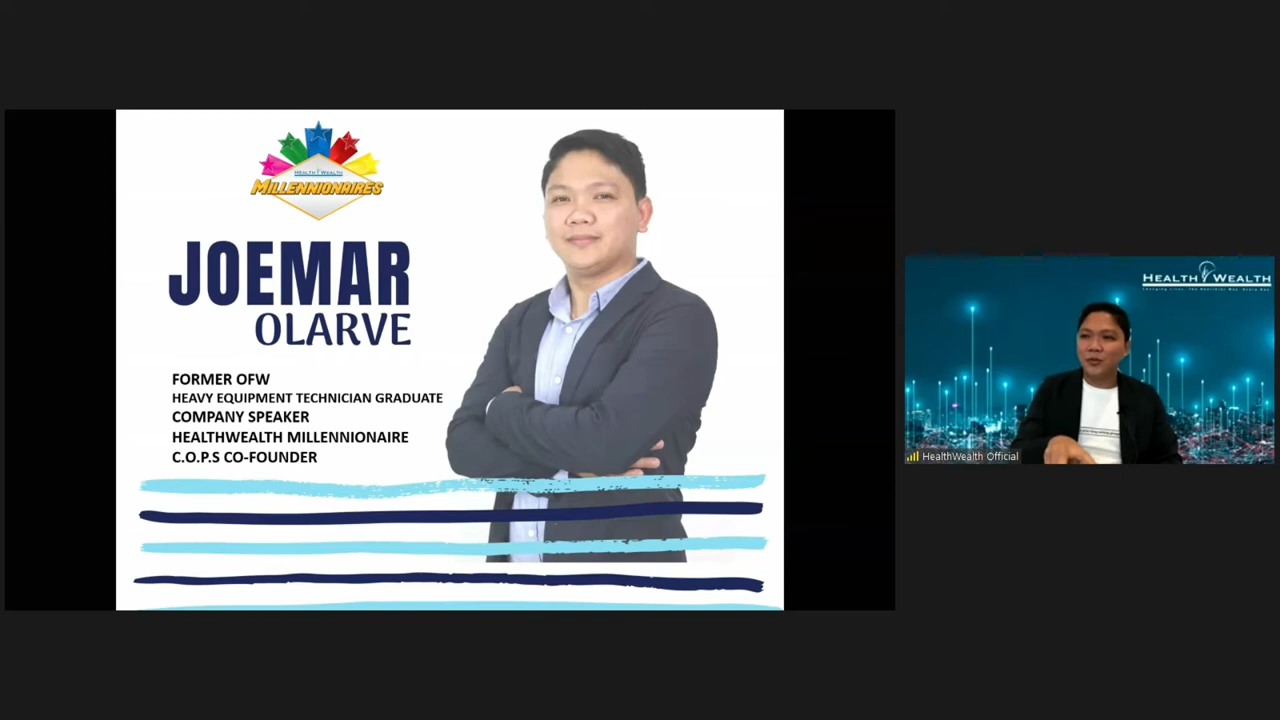 HEALTH WEALTH
MILLENNIONAIRES
JOEMAR
OLARVE
FORMER OFW
HEAVY EQUIPMENT TECHNICIAN GRADUATE
COMPANY SPEAKER
HEALTHWEALTH MILLENNIONAIRE
C.O.P.S CO-FOUNDER
HEALTH WEALTH
HealthWealth Official